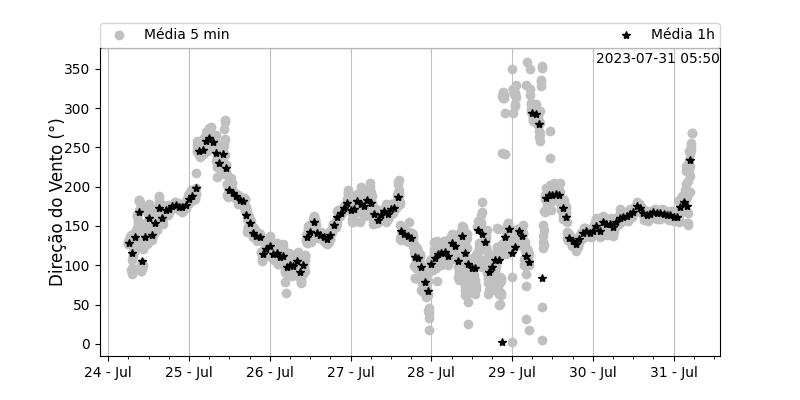 Média 5 min
Média 1h
2023-07-31 05:50
Direção do Vento (°)
350
300
250
200
150
100
50
0
24 - Jul
25 - Jul
26 - Jul
27 - Jul
28 - Jul
29 - Jul
30 - Jul
31 - Jul